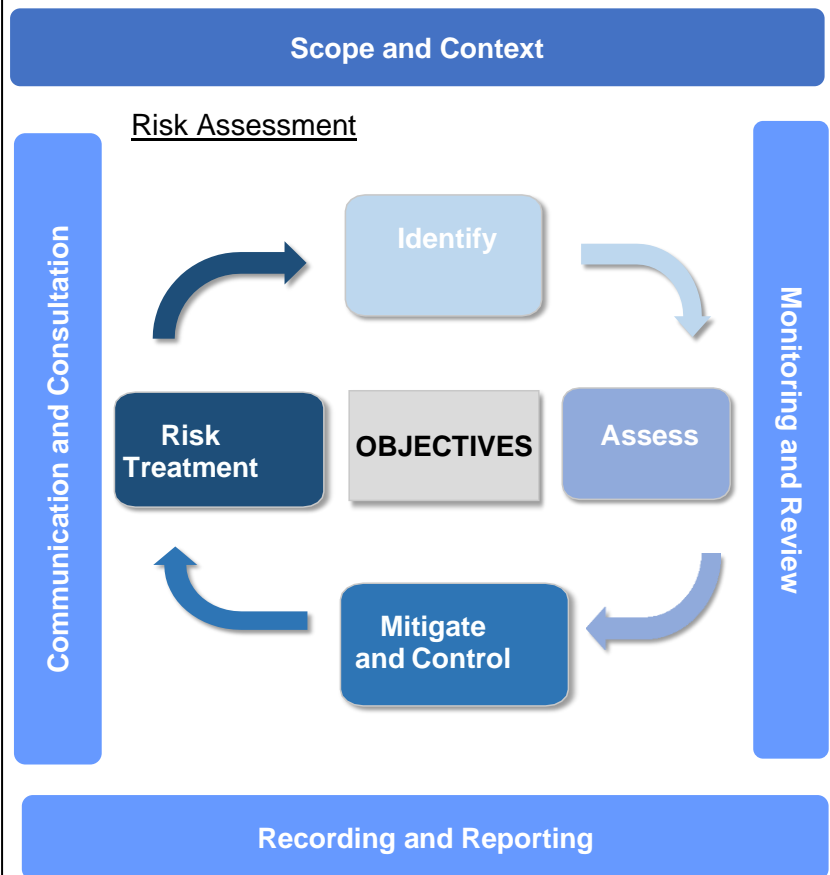 Scope and Context
Risk Assessment
Communication and Consultation
Identify
Monitoring and Review
Risk
Treatment
OBJECTIVES
Assess
Mitigate
and Control
Recording and Reporting